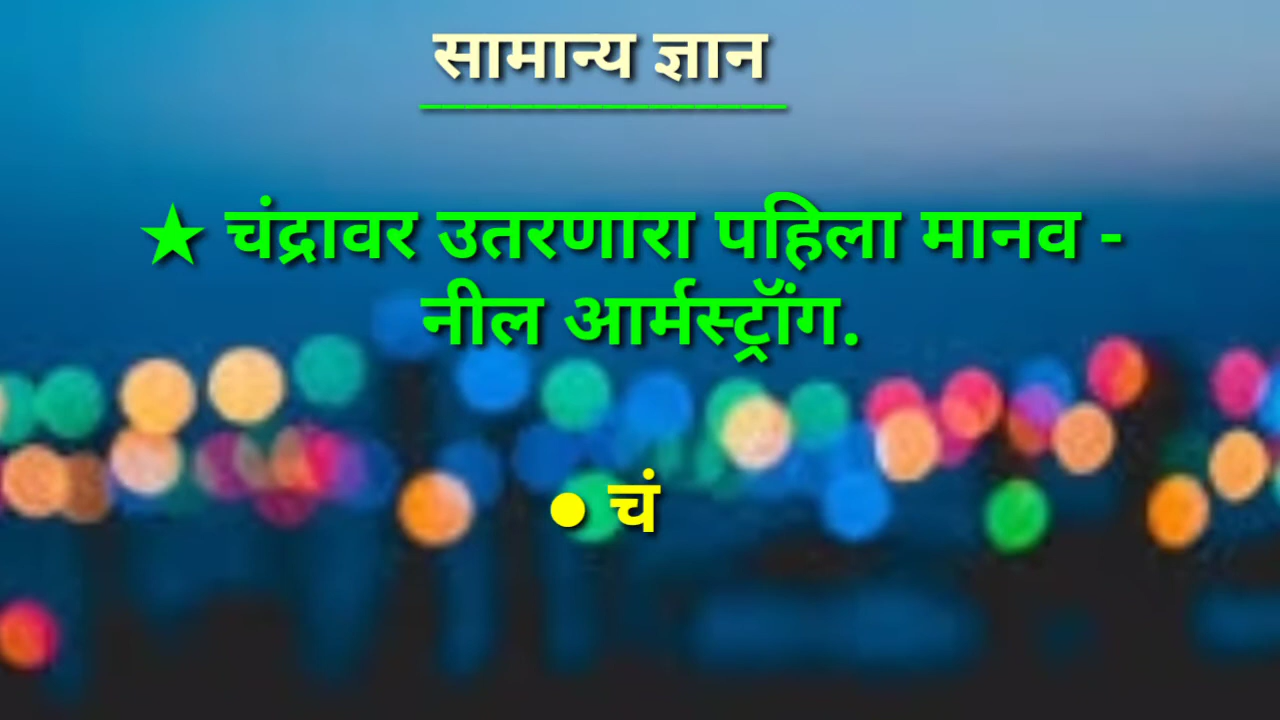 सामान्य ज्ञान
★ चंद्रावर उतरणारा पहिला मानव -
नील आर्मस्ट्रॉंग.
● चं